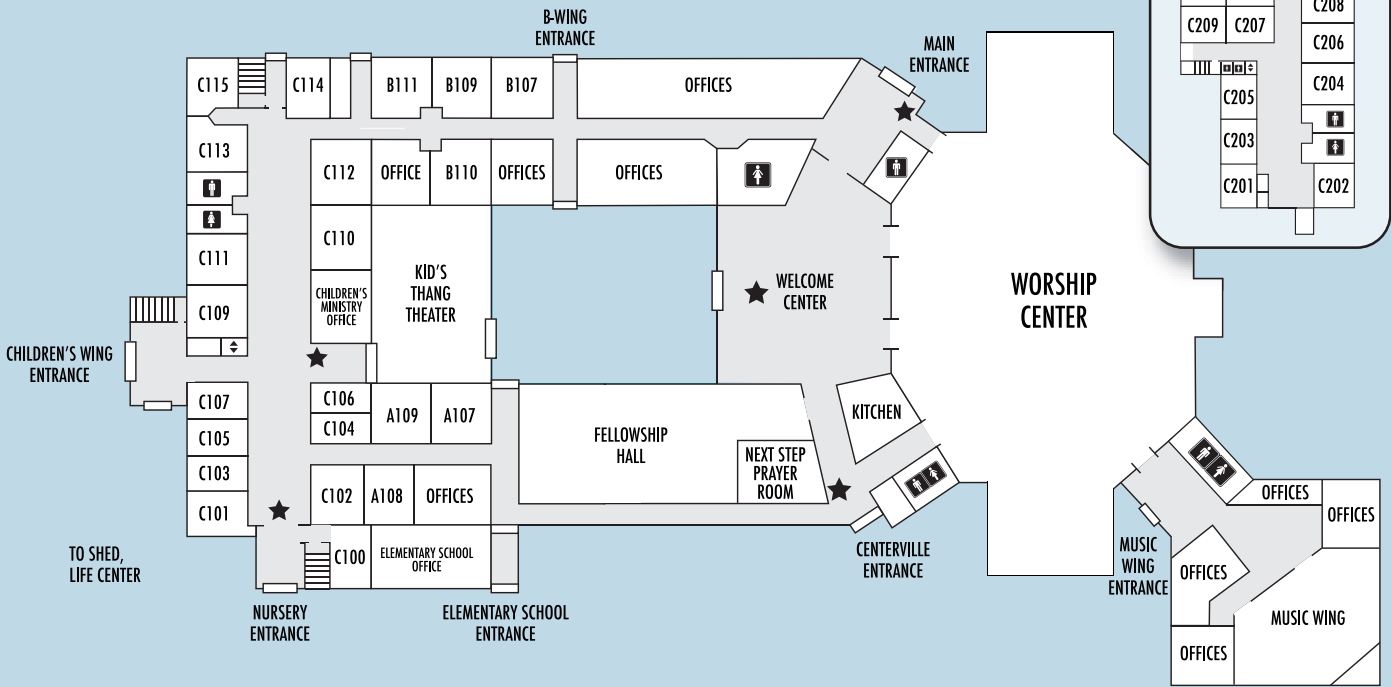 B-WING
ENTRANCE
MAIN
ENTRANCE
C208
C209
C207
C206
C204
C205
C203
C201
C202
C115
C114
B111
B109
B107
OFFICES
C113
C112
OFFICE
B110
OFFICES
OFFICES
C111
C110
C109
CHILDREN'S
MINISTRY
OFFICE
KID'S
THANG
THEATER
WELCOME
CENTER
WORSHIP
CENTER
CHILDREN'S WING
ENTRANCE
C107
C105
C103
C101
C106
C104
A109
A107
FELLOWSHIP
HALL
KITCHEN
NEXT STEP
PRAYER
ROOM
C102
A108
OFFICES
C100
ELEMENTARY SCHOOL
OFFICE
TO SHED,
LIFE CENTER
NURSERY
ENTRANCE
ELEMENTARY SCHOOL
ENTRANCE
CENTERVILLE
ENTRANCE
MUSIC
WING
ENTRANCE
OFFICES
OFFICES
OFFICES
MUSIC WING
OFFICES